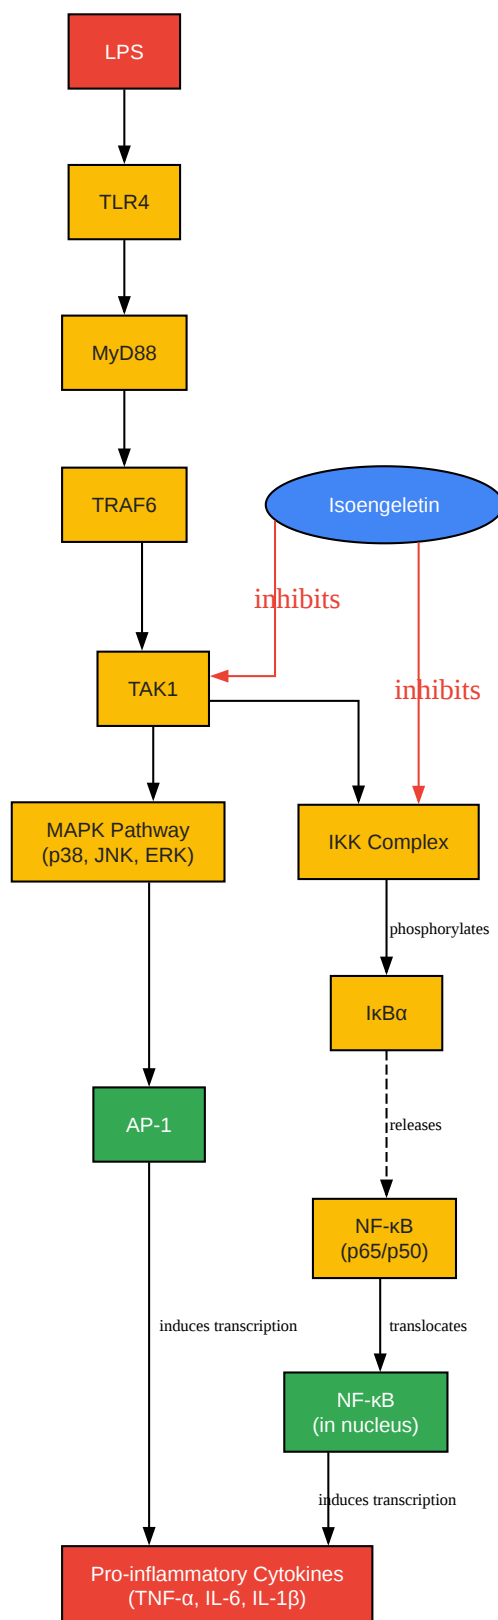 LPS
TLR4
MyD88
TRAF6
Isoengeletin
inhibits
TAK1
inhibits
MAPK Pathway
(p38, JNK, ERK)
IKK Complex
phosphorylates
IκBα
AP-1
releases
NF-κB
(p65/p50)
induces transcription
translocates
NF-κB
(in nucleus)
induces transcription
Pro-inflammatory Cytokines
(TNF-α, IL-6, IL-1β)